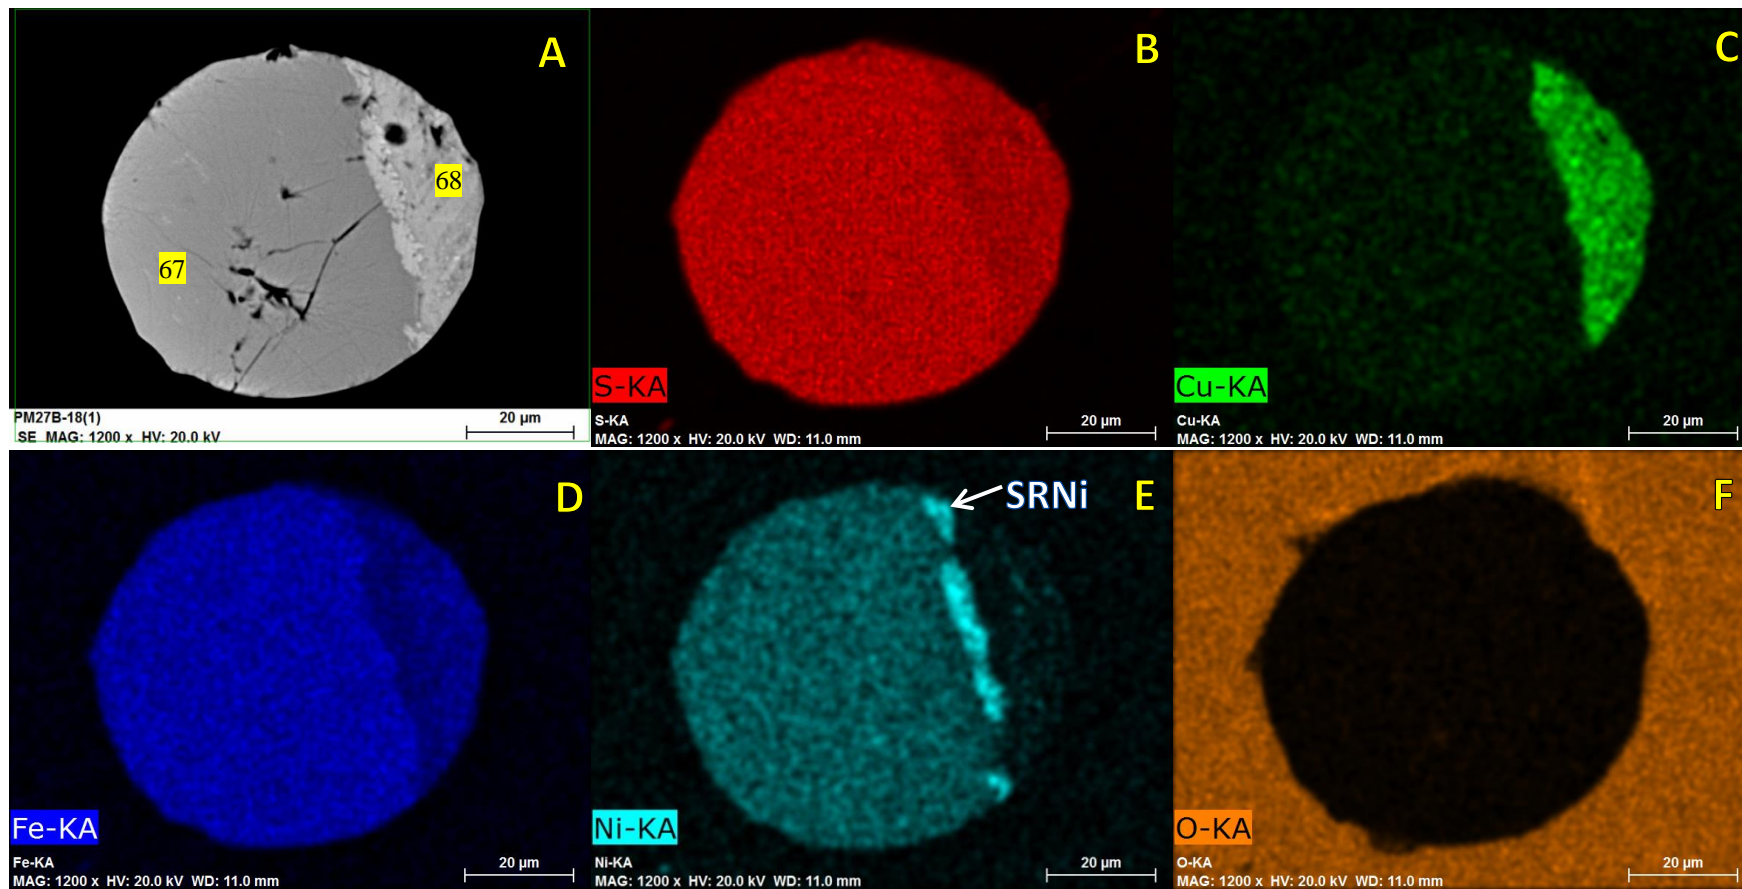 A
68
67
PM27B-18(1)
20 µm
SE MAG: 1200 x HV: 20.0 kV
B
S-KA
S-KA
20 µm
MAG: 1200 x HV: 20.0 kV WD: 11.0 mm
C
Cu-KA
Cu-KA
20 µm
MAG: 1200 x HV: 20.0 kV WD: 11.0 mm
D
Fe-KA
Fe-KA
20 µm
MAG: 1200 x HV: 20.0 kV WD: 11.0 mm
SRNi
E
Ni-KA
Ni-KA
20 µm
MAG: 1200 x HV: 20.0 kV WD: 11.0 mm
F
O-KA
O-KA
20 µm
MAG: 1200 x HV: 20.0 kV WD: 11.0 mm